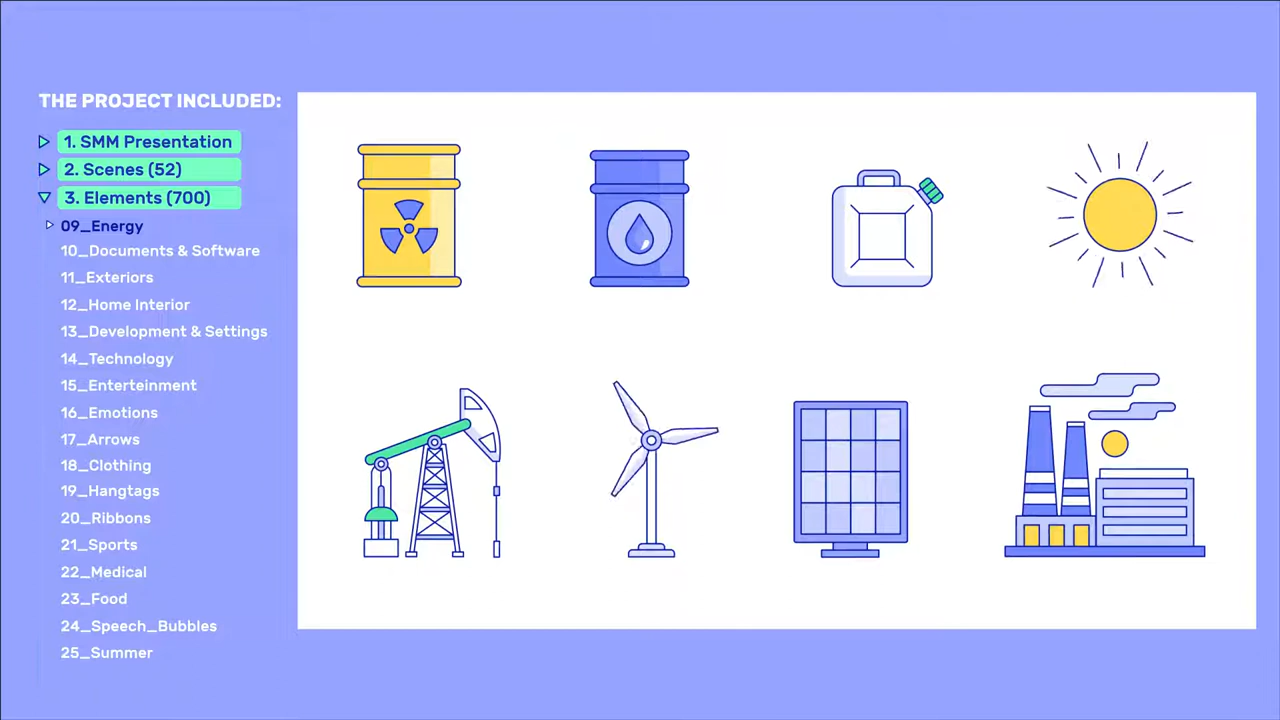 THE PROJECT INCLUDED:
1. SMM Presentation
2. Scenes (52)
3. Elements (700)
09_Energy
10_Documents & Software
11_Exteriors
12_Home Interior
13_Development & Settings
14_Technology
15_Enterteinment
16_Emotions
17_Arrows
18_Clothing
19_Hangtags
20_Ribbons
21_Sports
22_Medical
23_Food
24_Speech_Bubbles
25_Summer